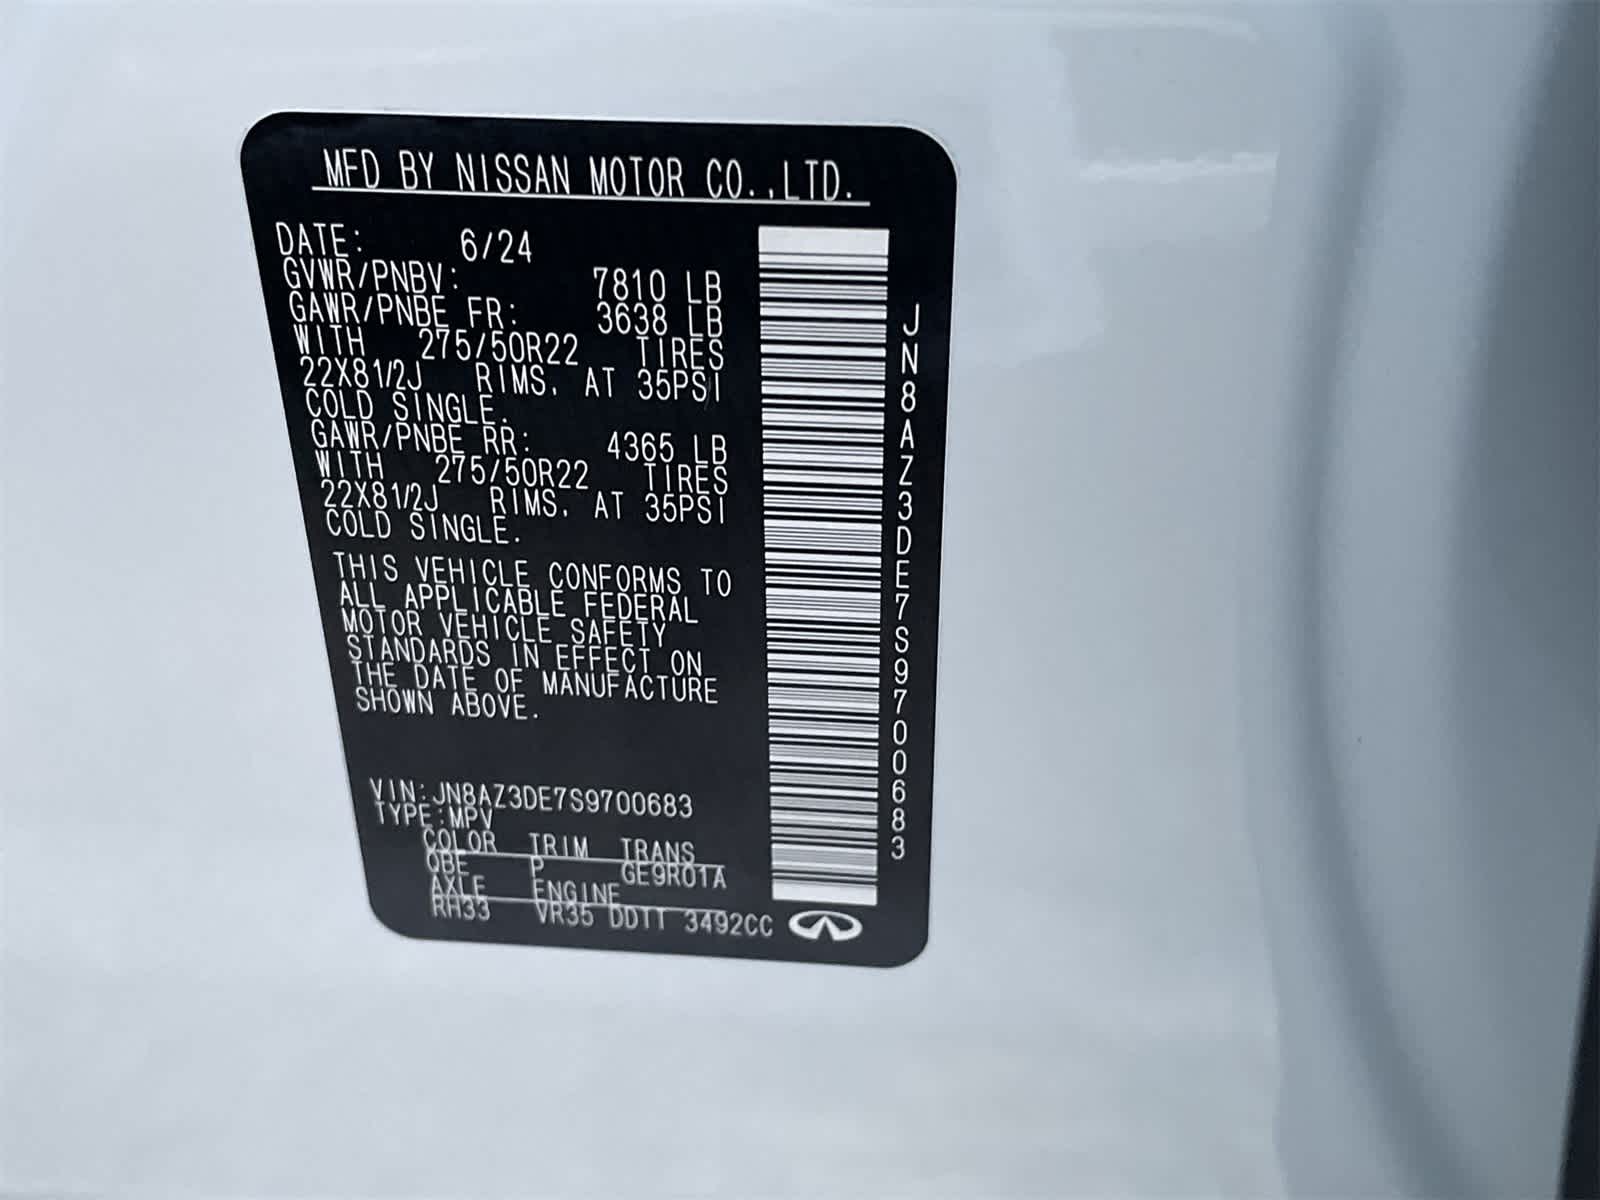 MFD BY NISSAN MOTOR CO.,LTD.
DATE: 6/24
GVWR/PNBV: 7810 LB
GAWR/PNBE FR: 3638 LB
WITH 275/50R22 TIRES
22X81/2J RIMS, AT 35PSI
COLD SINGLE.
GAWR/PNBE RR: 4365 LB
WITH 275/50R22 TIRES
22X81/2J RIMS, AT 35PSI
COLD SINGLE.
THIS VEHICLE CONFORMS TO
ALL APPLICABLE FEDERAL
MOTOR VEHICLE SAFETY
STANDARDS IN EFFECT ON
THE DATE OF MANUFACTURE
SHOWN ABOVE.
VIN:JN8AZ3DE7S9700683
TYPE:MPV
COLOR TRIM TRANS
QBE P GE9R01A
AXLE ENGINE
RH33 VR35 DDTT 3492CC
JN8AZ3DE7S9700683